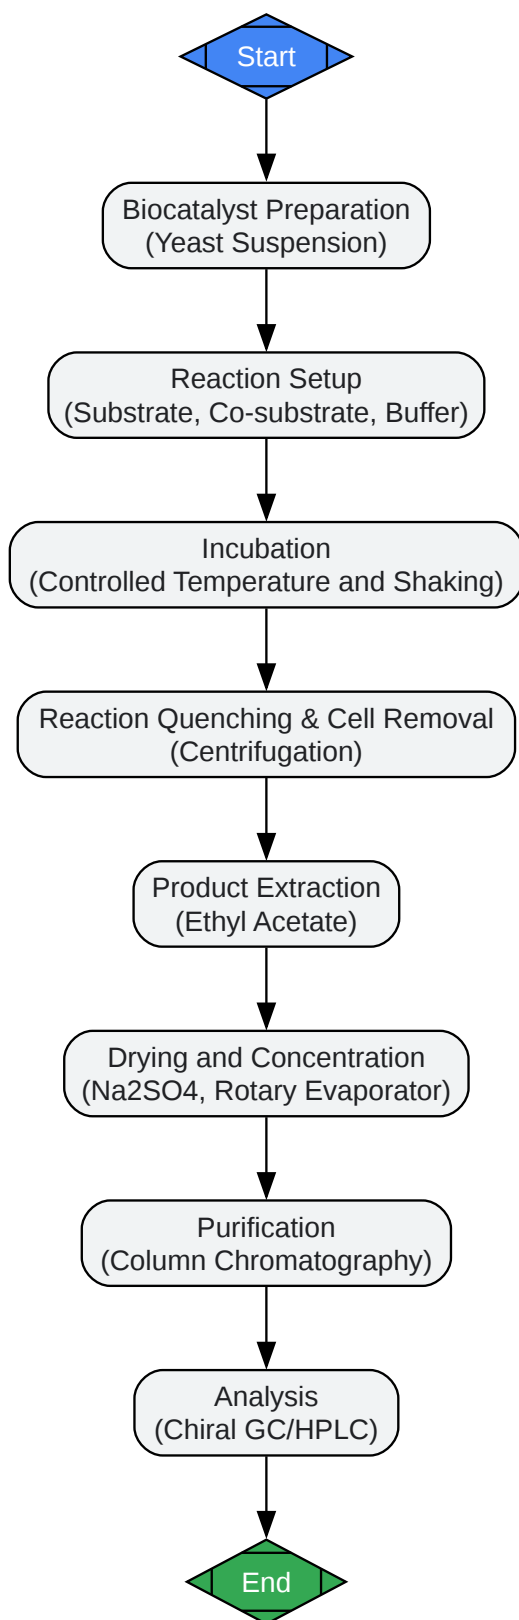 Start
Biocatalyst Preparation
(Yeast Suspension)
Reaction Setup
(Substrate, Co-substrate, Buffer)
Incubation
(Controlled Temperature and Shaking)
Reaction Quenching & Cell Removal
(Centrifugation)
Product Extraction
(Ethyl Acetate)
Drying and Concentration
(Na2SO4, Rotary Evaporator)
Purification
(Column Chromatography)
Analysis
(Chiral GC/HPLC)
End